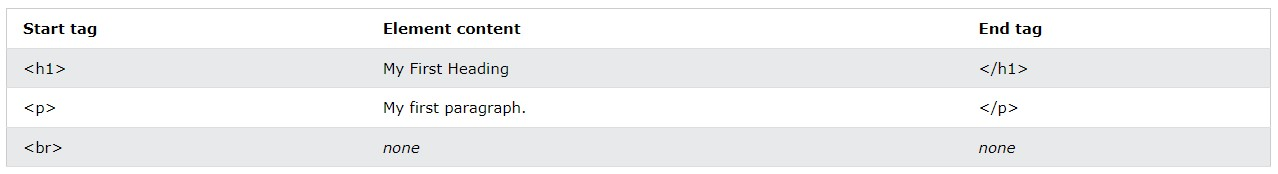 Start tag Element content End tag
<h1> My First Heading </h1>
<p> My first paragraph. </p>
<br> none none